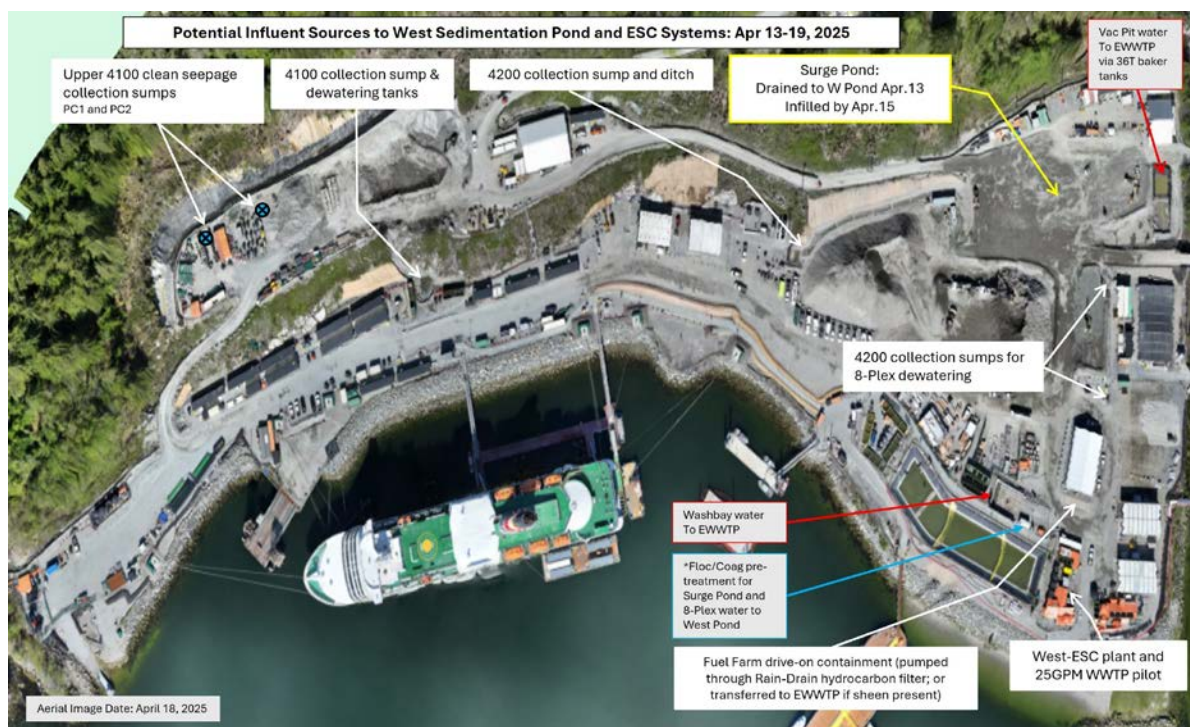 Potential Influent Sources to West Sedimentation Pond and ESC Systems: Apr 13-19, 2025
Upper 4100 clean seepage
collection sumps
PC1 and PC2
4100 collection sump &
dewatering tanks
4200 collection sump and ditch
Surge Pond:
Drained to W Pond Apr.13
Infilled by Apr.15
Vac Pit water
To EWWTP
via 36T baker
tanks
4200 collection sumps for
8-Plex dewatering
Washbay water
To EWWTP
*Floc/Coag pre-
treatment for
Surge Pond and
8-Plex water to
West Pond
Fuel Farm drive-on containment (pumped
through Rain-Drain hydrocarbon filter; or
transferred to EWWTP if sheen present)
West-ESC plant and
25GPM WWTP pilot
Aerial Image Date: April 18, 2025